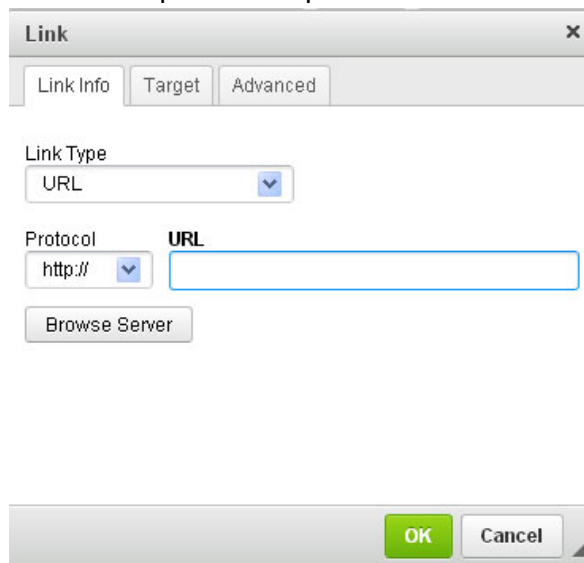 Link
Link Info Target Advanced
Link Type
URL
Protocol URL
http://
Browse Server
OK Cancel